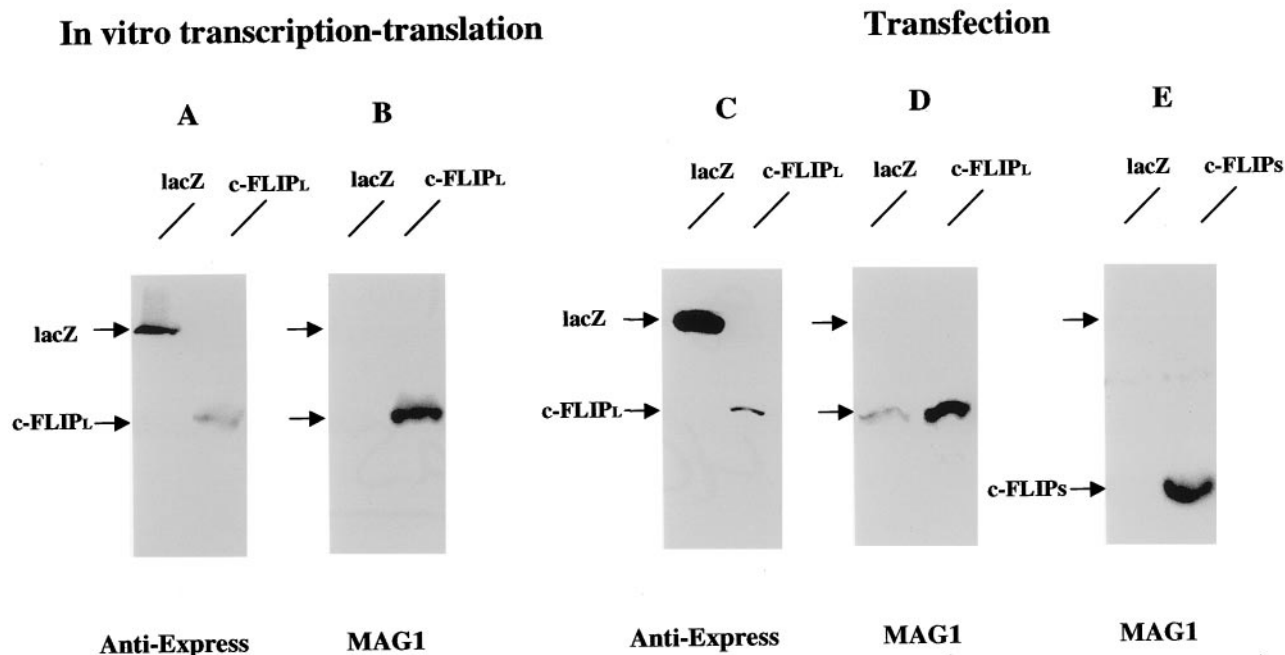 In vitro transcription-translation
Transfection
A
B
C
D
E
lacZ c-FLIPL
lacZ c-FLIPL
lacZ c-FLIPL
lacZ c-FLIPL
lacZ c-FLIPs
lacZ
lacZ
c-FLIPL
c-FLIPL
c-FLIPs
Anti-Express
MAG1
Anti-Express
MAG1
MAG1